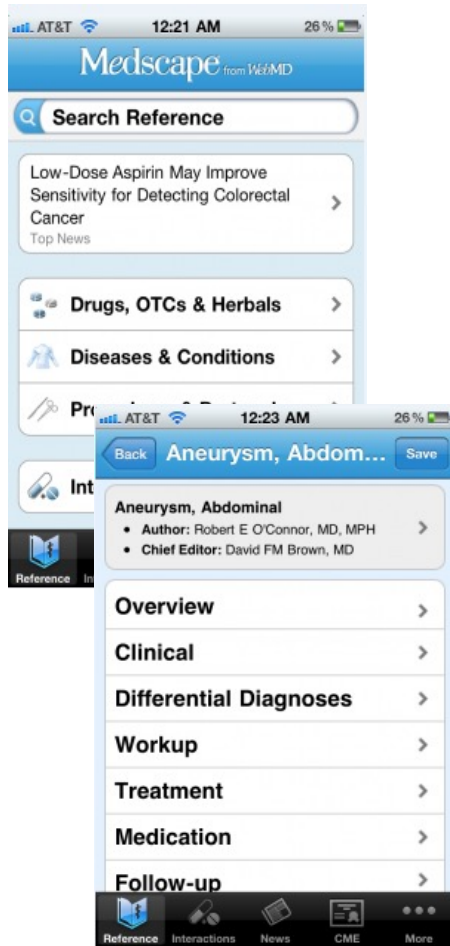 AT&T 12:21 AM 26%
Medscape from WebMD
Search Reference
Low-Dose Aspirin May Improve
Sensitivity for Detecting Colorectal
Cancer
Top News
Drugs, OTCs & Herbals
Diseases & Conditions
Reference
AT&T 12:23 AM 26%
Back Aneurysm, Abdom... Save
Aneurysm, Abdominal
• Author: Robert E O'Connor, MD, MPH
• Chief Editor: David FM Brown, MD
Overview
Clinical
Differential Diagnoses
Workup
Treatment
Medication
Follow-up
Reference Interactions News CME More